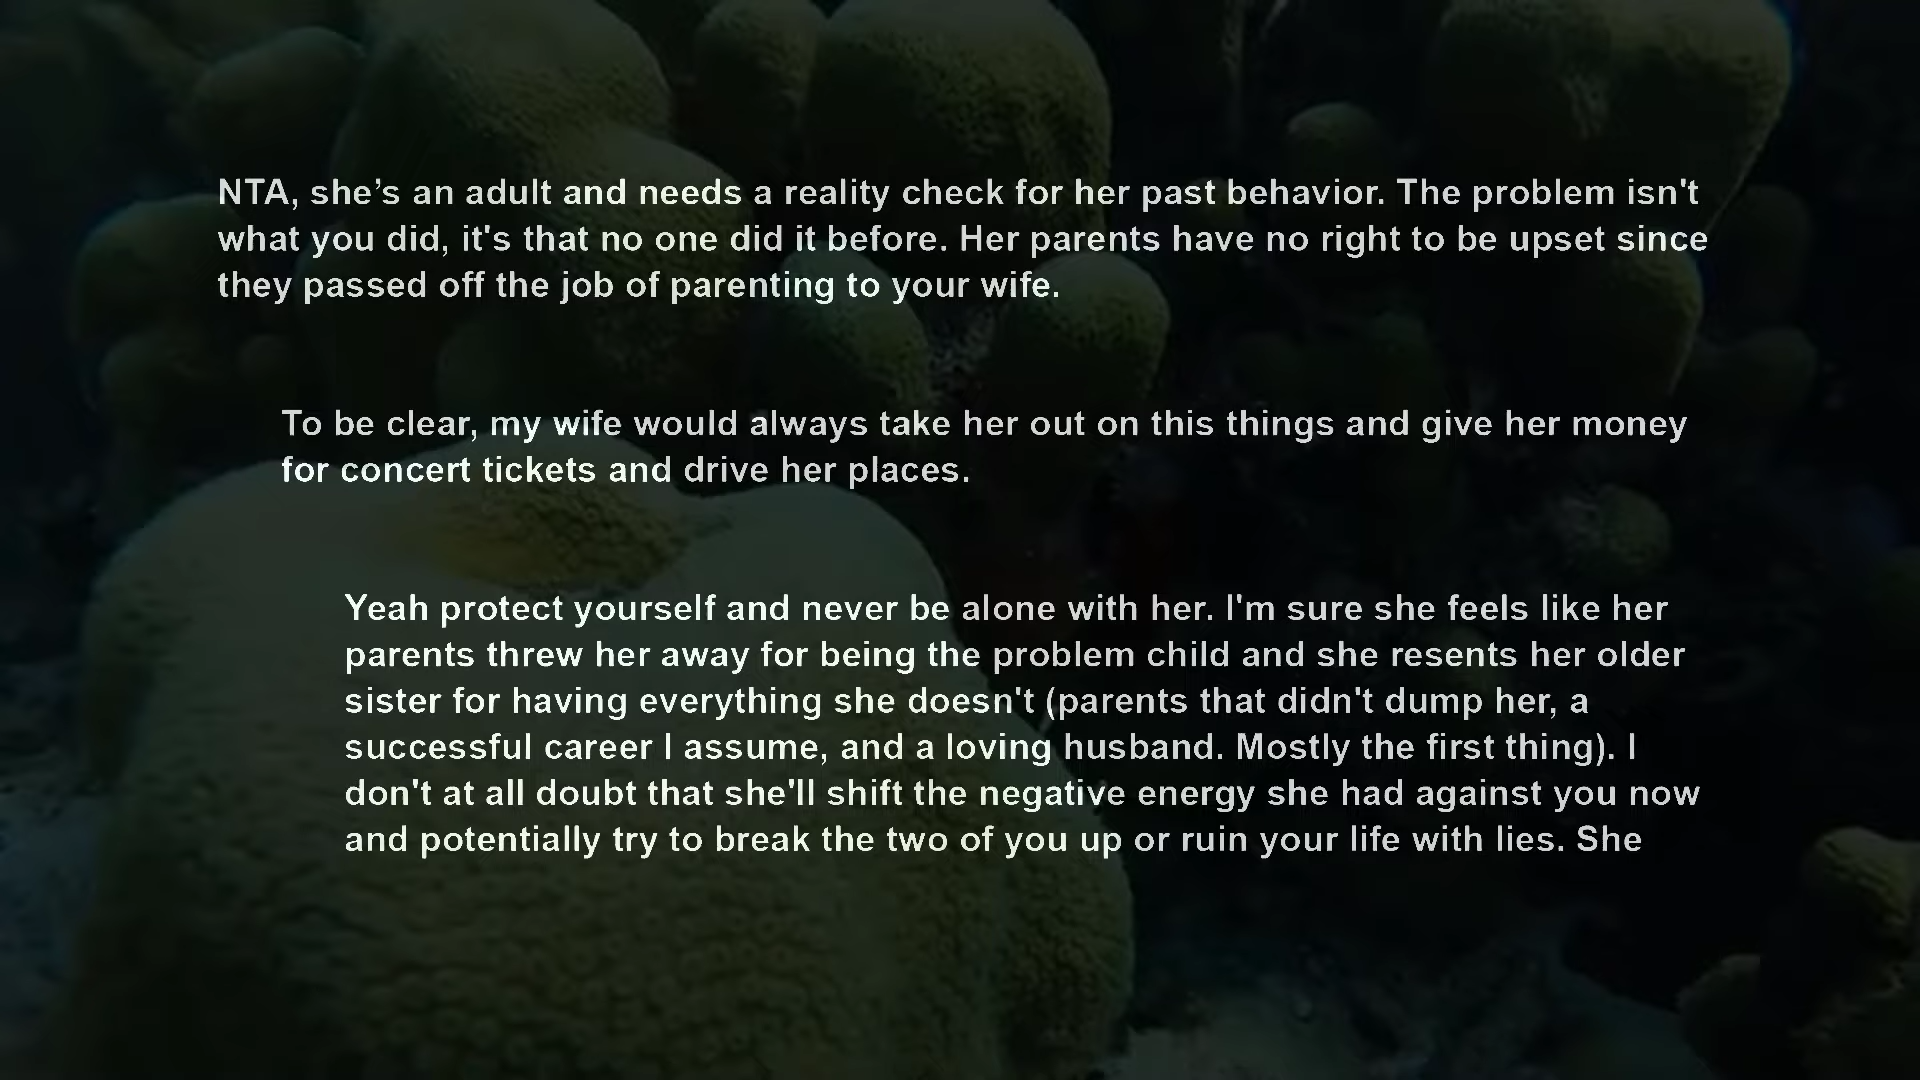 NTA, she’s an adult and needs a reality check for her past behavior. The problem isn't
what you did, it's that no one did it before. Her parents have no right to be upset since
they passed off the job of parenting to your wife.
To be clear, my wife would always take her out on this things and give her money
for concert tickets and drive her places.
Yeah protect yourself and never be alone with her. I'm sure she feels like her
parents threw her away for being the problem child and she resents her older
sister for having everything she doesn't (parents that didn't dump her, a
successful career I assume, and a loving husband. Mostly the first thing). I
don't at all doubt that she'll shift the negative energy she had against you now
and potentially try to break the two of you up or ruin your life with lies. She